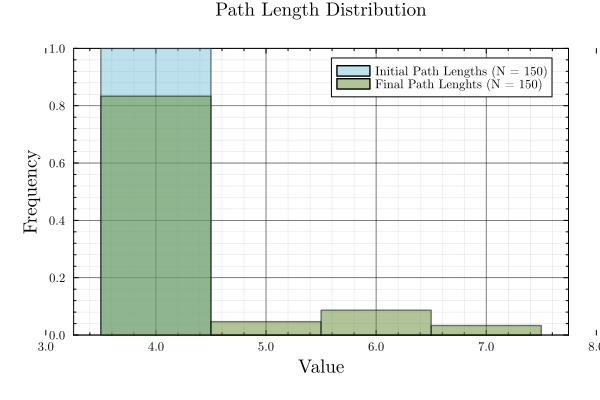 Path Length Distribution
Initial Path Lengths (N = 150)
Final Path Lenghts (N = 150)
Frequency
1.0
0.8
0.6
0.4
0.2
0.0
3.0 4.0 5.0 6.0 7.0 8.0
Value